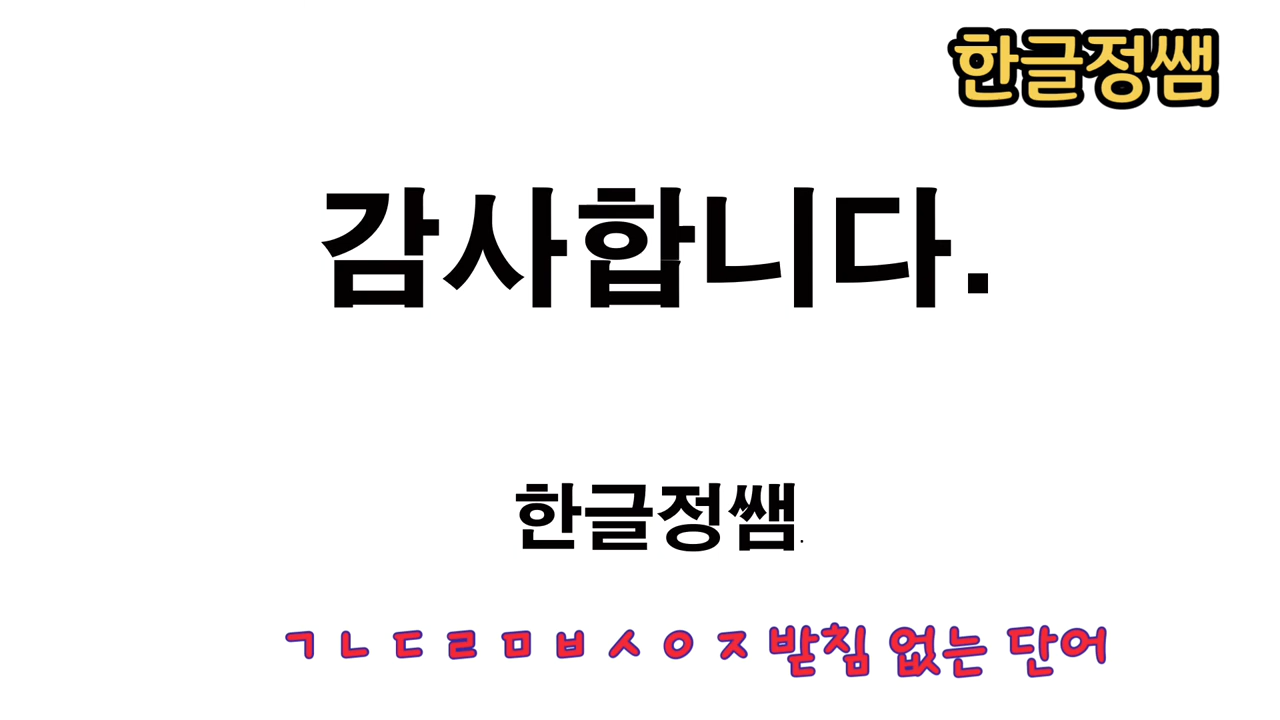 한글정쌤
감사합니다.
한글정쌤.
ㄱ ㄴ ㄷ ㄹ ㅁ ㅂ ㅅ ㅇ ㅈ 받침 없는 단어